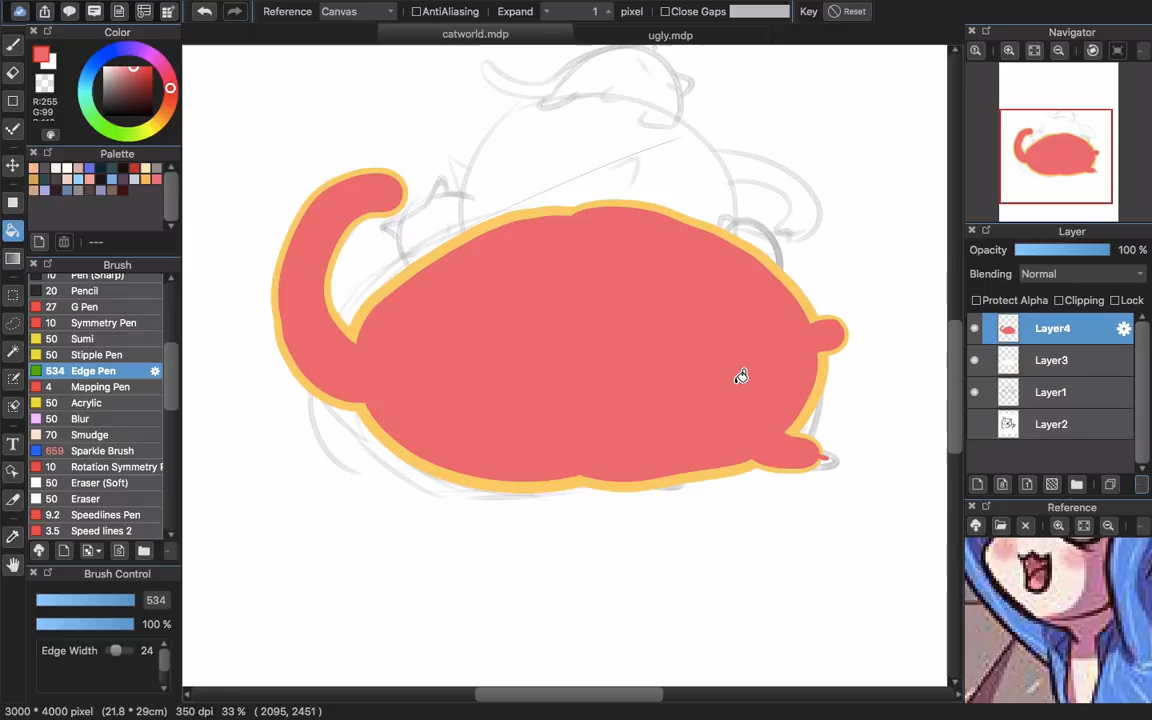 Reference Canvas AntiAliasing Expand 1 pixel Close Gaps Key Reset
catworld.mdp ugly.mdp
Color
R:255
G:99
Palette
---
Brush
10 Pen (Sharp)
20 Pencil
27 G Pen
10 Symmetry Pen
50 Sumi
50 Stipple Pen
534 Edge Pen
4 Mapping Pen
50 Acrylic
50 Blur
70 Smudge
659 Sparkle Brush
10 Rotation Symmetry
50 Eraser (Soft)
50 Eraser
9.2 Speedlines Pen
3.5 Speed lines 2
Brush Control
534
100 %
Edge Width 24
Navigator
Layer
Opacity 100 %
Blending Normal
Protect Alpha Clipping Lock
Layer4
Layer3
Layer1
Layer2
Reference
3000 * 4000 pixel (21.8 * 29cm) 350 dpi 33 % ( 2095, 2451 )